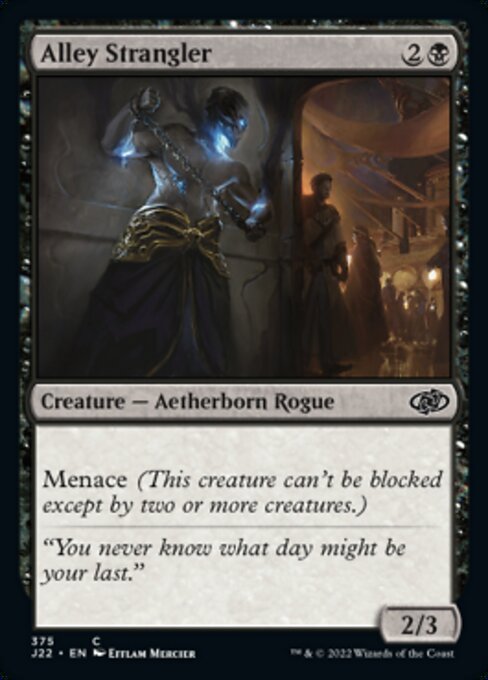 Alley Strangler 2
Creature — Aetherborn Rogue
Menace (This creature can't be blocked
except by two or more creatures.)
“You never know what day might be
your last.”
2/3
375 C
J22 • EN Efflam Mercier
™ & © 2022 Wizards of the Coast